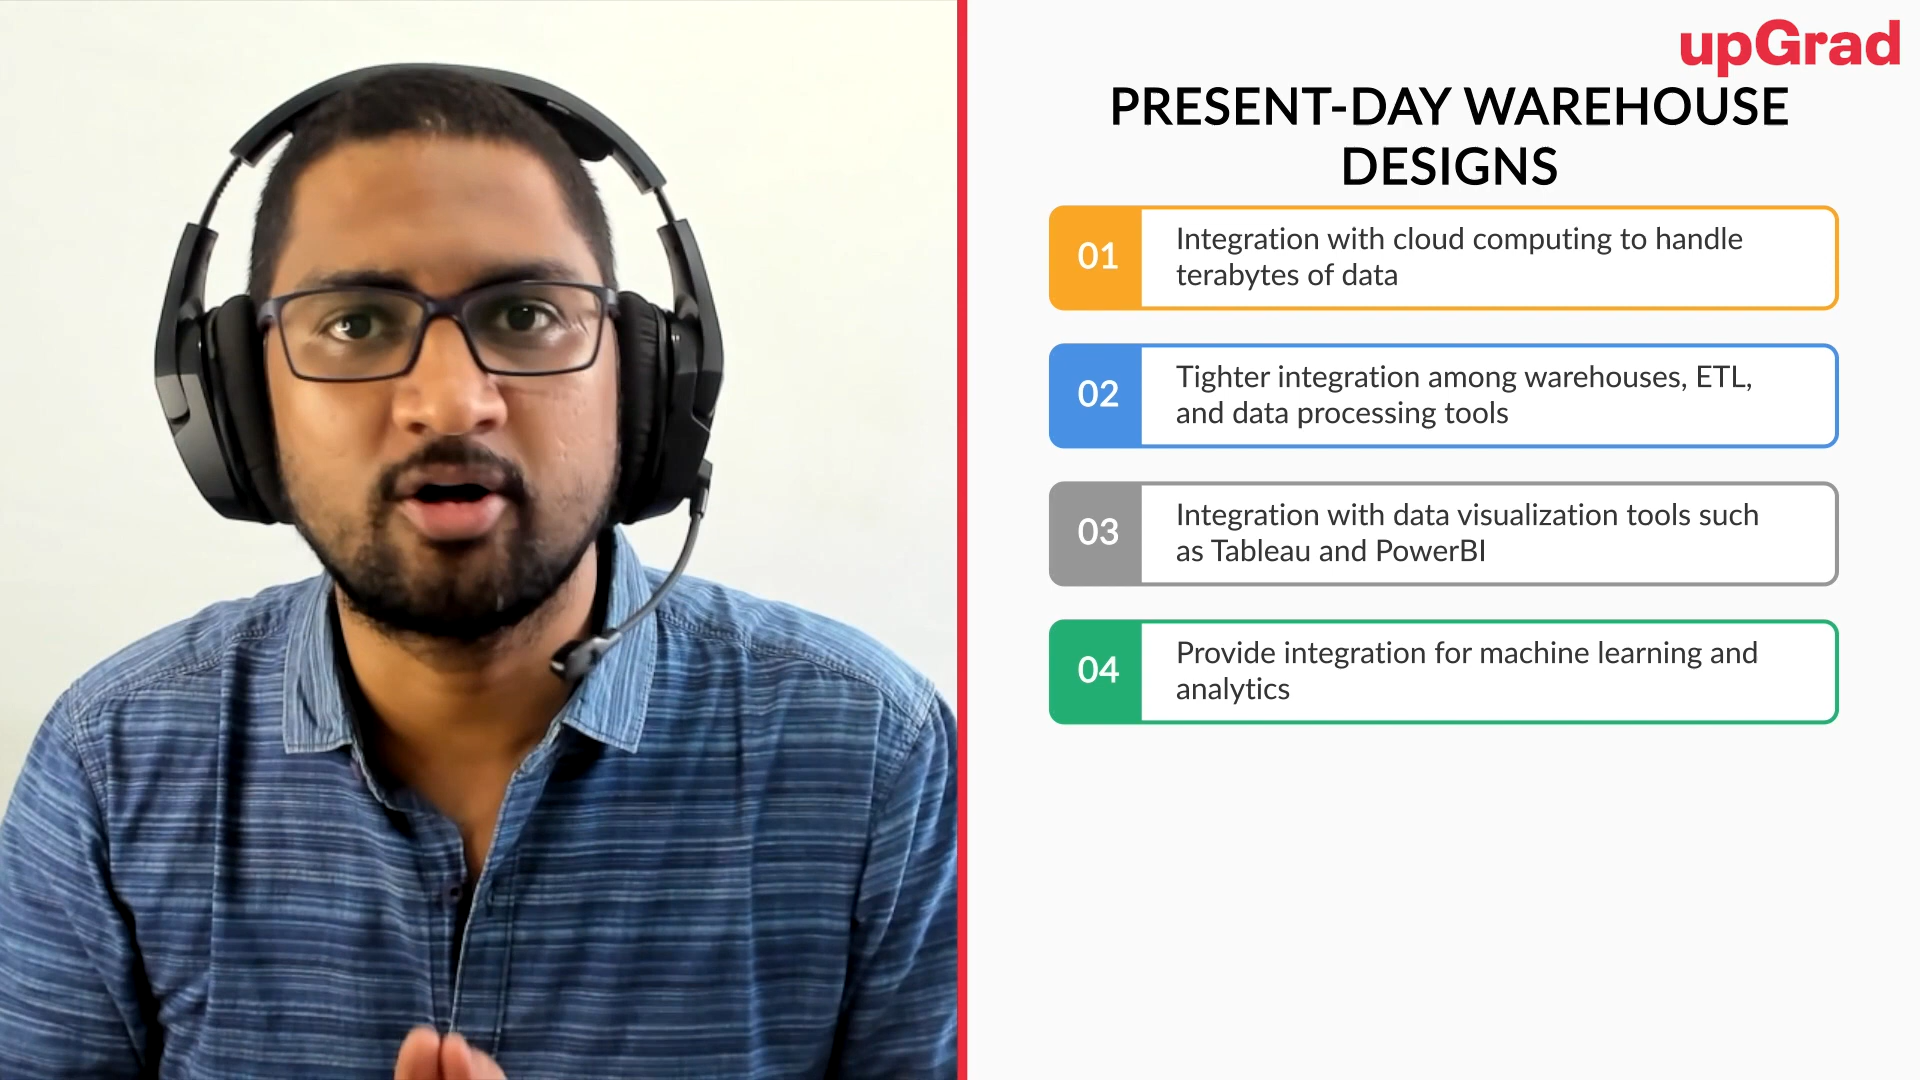 upGrad
PRESENT-DAY WAREHOUSE
DESIGNS
01
Integration with cloud computing to handle
terabytes of data
02
Tighter integration among warehouses, ETL,
and data processing tools
03
Integration with data visualization tools such
as Tableau and PowerBI
04
Provide integration for machine learning and
analytics